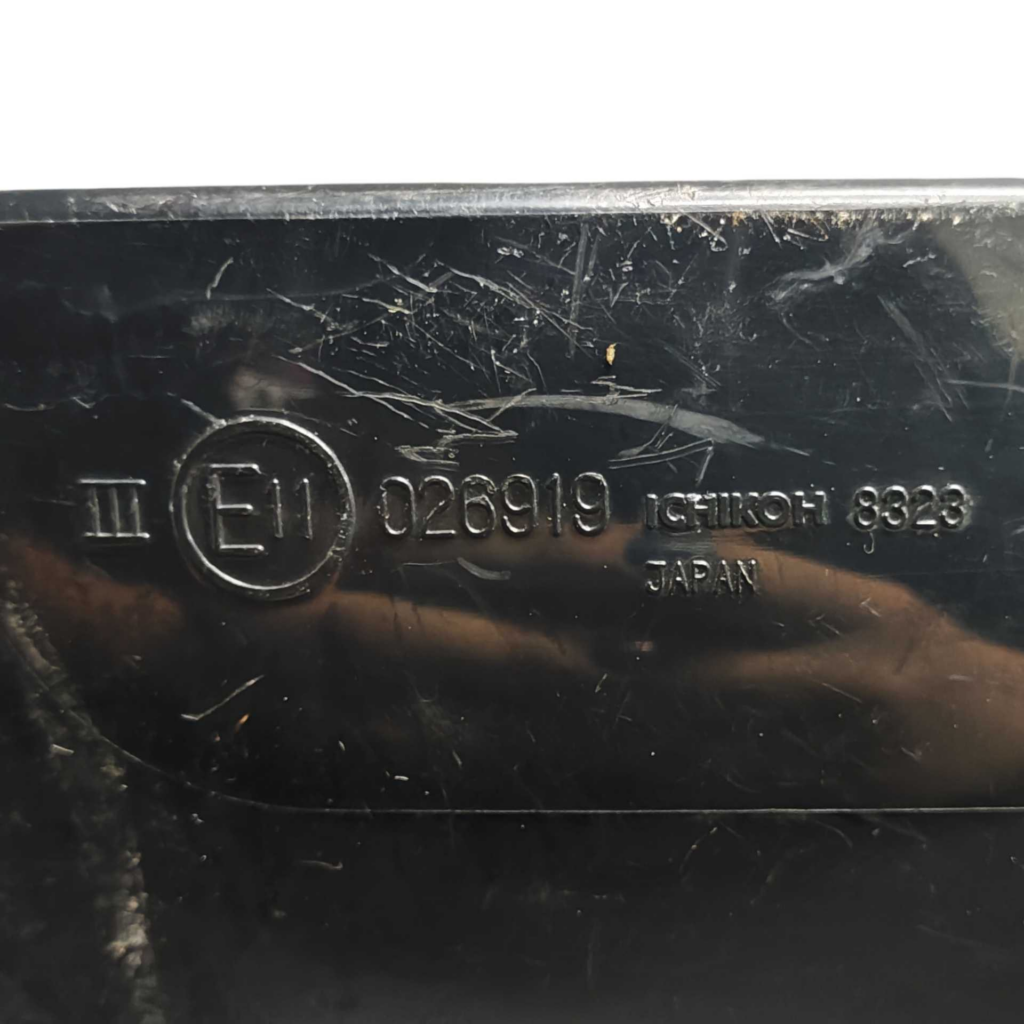 III E11 026919 ICHIKOH 8323
JAPAN